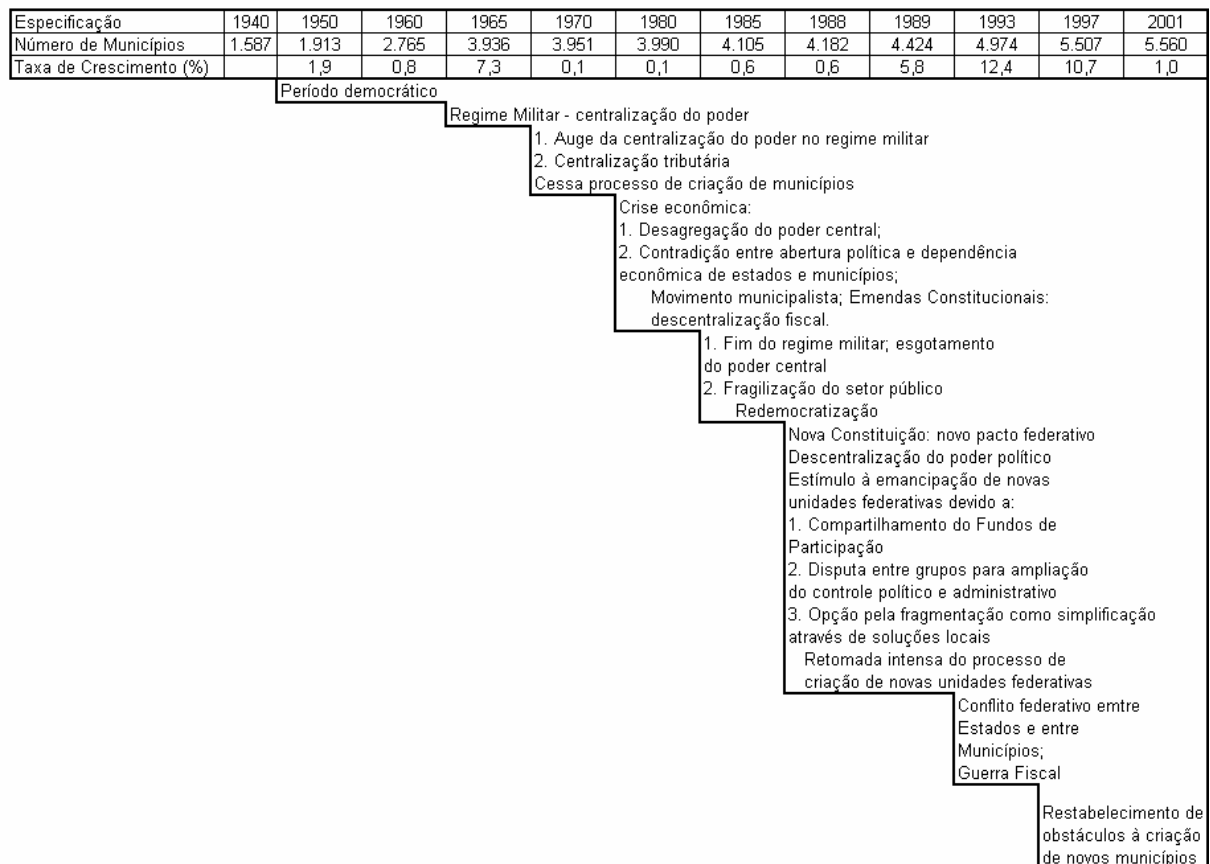 Especificação 1940 1950 1960 1965 1970 1980 1985 1988 1989 1993 1997 2001
Número de Municípios 1.587 1.913 2.765 3.936 3.951 3.990 4.105 4.182 4.424 4.974 5.507 5.560
Taxa de Crescimento (%) 1,9 0,8 7,3 0,1 0,1 0,6 0,6 5,8 12,4 10,7 1,0
Período democrático
Regime Militar - centralização do poder
1. Auge da centralização do poder no regime militar
2. Centralização tributária
Cessa processo de criação de municípios
Crise econômica:
1. Desagregação do poder central;
2. Contradição entre abertura política e dependência
econômica de estados e municípios;
Movimento municipalista; Emendas Constitucionais:
descentralização fiscal.
1. Fim do regime militar; esgotamento
do poder central
2. Fragilização do setor público
Redemocratização
Nova Constituição: novo pacto federativo
Descentralização do poder político
Estímulo à emancipação de novas
unidades federativas devido a:
1. Compartilhamento do Fundos de
Participação
2. Disputa entre grupos para ampliação
do controle político e administrativo
3. Opção pela fragmentação como simplificação
através de soluções locais
Retomada intensa do processo de
criação de novas unidades federativas
Conflito federativo emtre
Estados e entre
Municípios;
Guerra Fiscal
Restabelecimento de
obstáculos à criação
de novos municípios